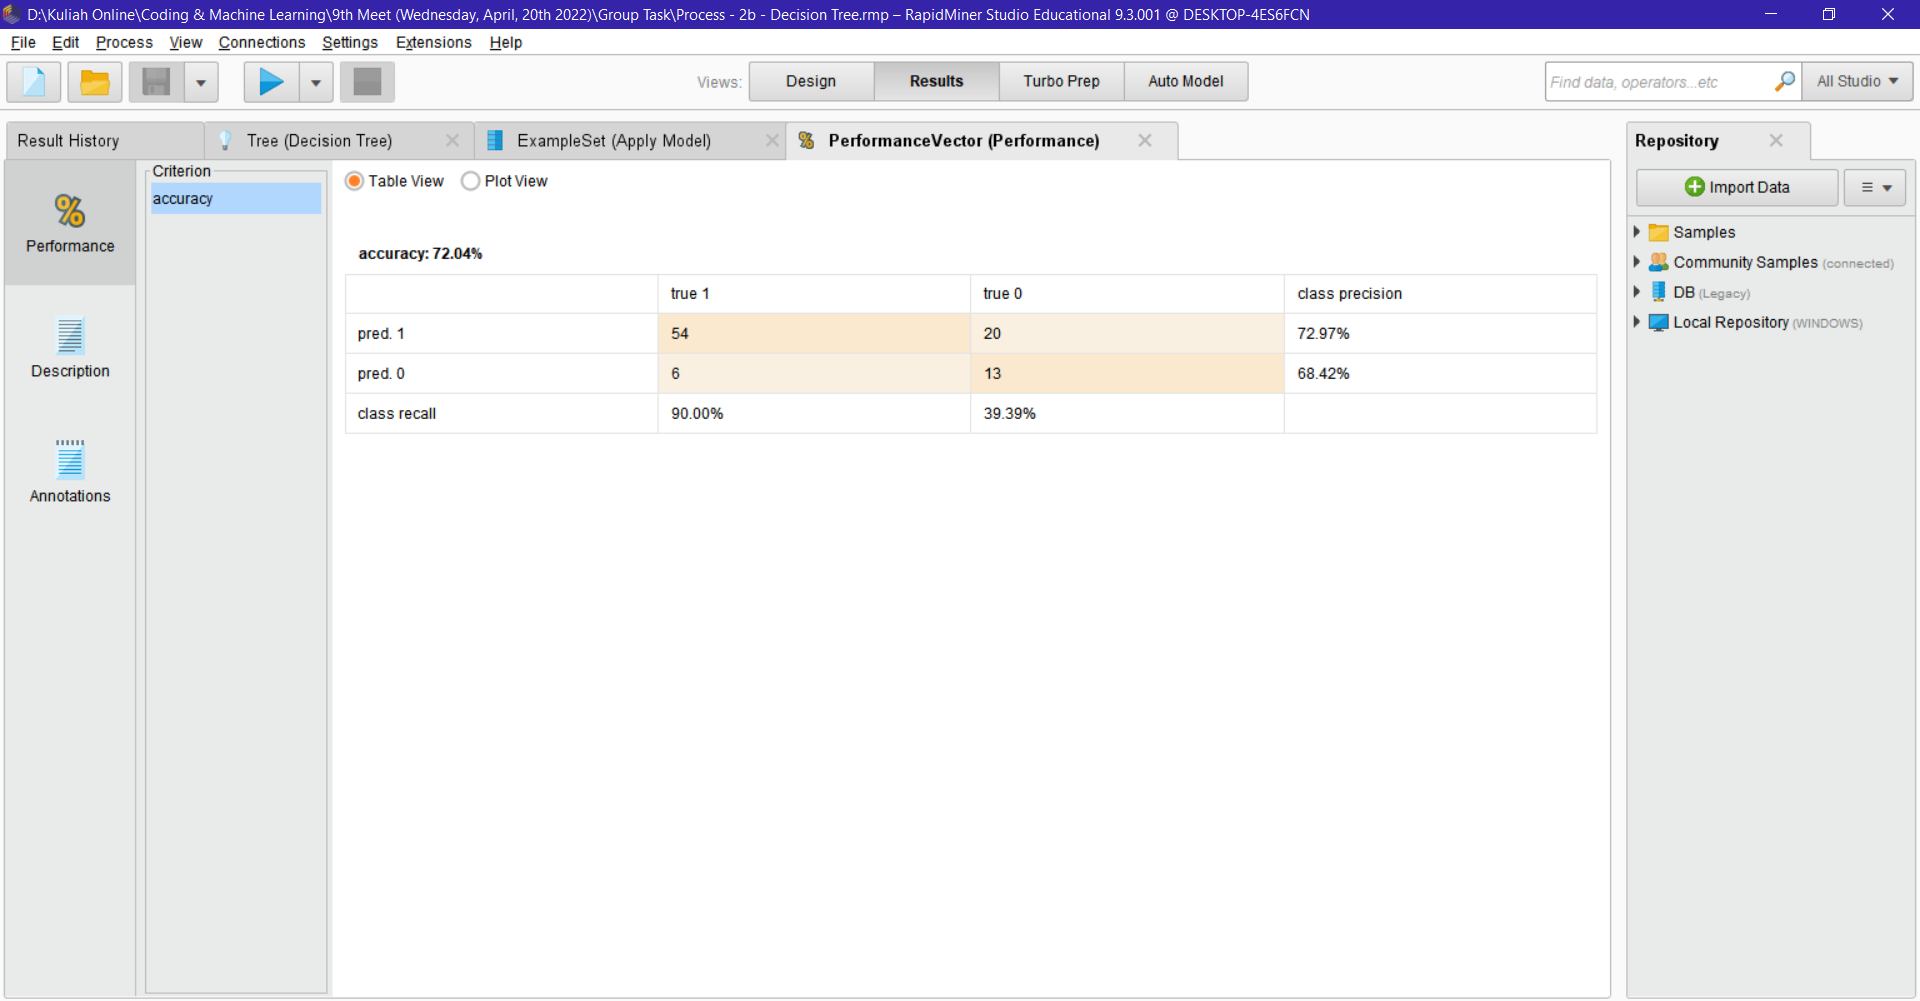 D:\Kuliah Online\Coding & Machine Learning\9th Meet (Wednesday, April, 20th 2022)\Group Task\Process - 2b - Decision Tree.rmp – RapidMiner Studio Educational 9.3.001 @ DESKTOP-4ES6FCN
File Edit Process View Connections Settings Extensions Help
Views: Design Results Turbo Prep Auto Model Find data, operators...etc All Studio
Result History Tree (Decision Tree) ExampleSet (Apply Model) PerformanceVector (Performance) Repository
Criterion
accuracy
Table View Plot View
Import Data
%
Performance
Description
Annotations
accuracy: 72.04%
true 1 true 0 class precision
pred. 1 54 20 72.97%
pred. 0 6 13 68.42%
class recall 90.00% 39.39%
Samples
Community Samples (connected)
DB (Legacy)
Local Repository (WINDOWS)